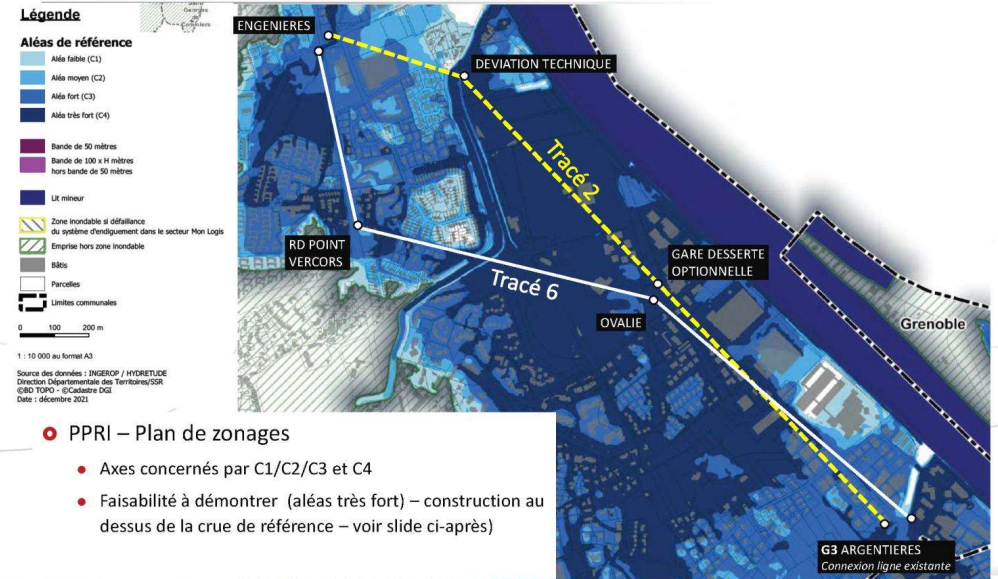 Légende
Saint
Georges
de
Commiers
Aléas de référence
Aléa faible (C1)
Aléa moyen (C2)
Aléa fort (C3)
Aléa très fort (C4)
Bande de 50 mètres
Bande de 100 x H mètres
hors bande de 50 mètres
Lit mineur
Zone inondable si défaillance
du système d'endiguement dans le secteur Mon Logis
Emprise hors zone inondable
Bâtis
Parcelles
Limites communales
0 100 200 m
1 : 10 000 au format A3
Source des données : INGEROP / HYDRETUDE
Direction Départementale des Territoires/SSR
©BD TOPO - ©Cadastre DGI
Date : décembre 2021
ENGENIERES
DEVIATION TECHNIQUE
Tracé 2
RD POINT
VERCORS
GARE DESSERTE
OPTIONNELLE
Tracé 6
OVALIE
Grenoble
G3 ARGENTIERES
Connexion ligne existante
PPRI – Plan de zonages
Axes concernés par C1/C2/C3 et C4
Faisabilité à démontrer (aléas très fort) – construction au
dessus de la crue de référence – voir slide ci-après)